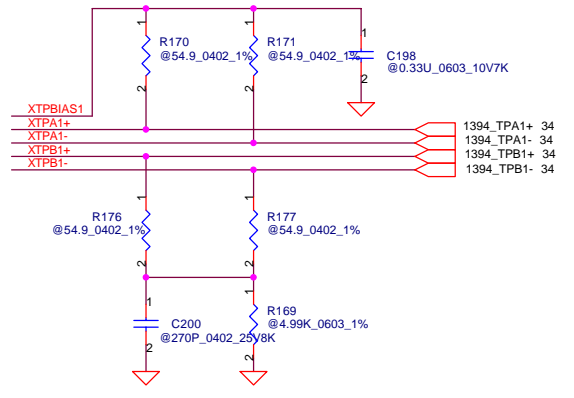 1
1
R170
R171
1
@54.9_0402_1%
@54.9_0402_1%
C198
@0.33U_0603_10V7K
2
2
2
XTPBIAS1
XTPA1+
1394_TPA1+ 34
XTPA1-
1394_TPA1- 34
XTPB1+
1394_TPB1+ 34
XTPB1-
1394_TPB1- 34
1
1
R176
R177
@54.9_0402_1%
@54.9_0402_1%
2
2
1
1
R169
C200
@4.99K_0603_1%
@270P_0402_25V8K
2
2